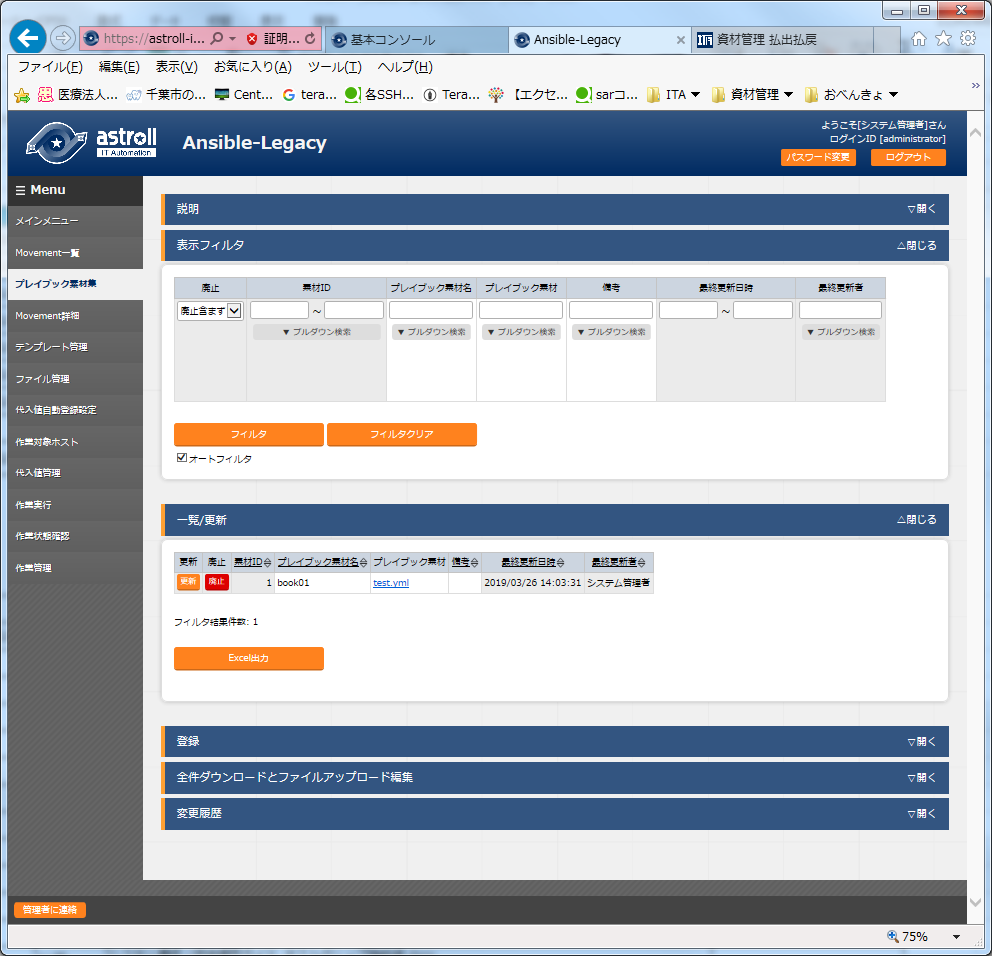 https://astroll-i...
証明...
基本コンソール
Ansible-Legacy
資材管理 払出払戻
ファイル(F) 編集(E) 表示(V) お気に入り(A) ツール(T) ヘルプ(H)
医療法人... 千葉市の... Cent... tera... 各SSH... Tera... 【エクセ... sarコ... ITA 資材管理 おべんきょ
astroll
IT Automation
Ansible-Legacy
ようこそ[システム管理者]さん
ログインID [administrator]
パスワード変更 ログアウト
☰ Menu
メインメニュー
Movement一覧
プレイブック素材集
Movement詳細
テンプレート管理
ファイル管理
代入値自動登録設定
作業対象ホスト
代入値管理
作業実行
作業状態確認
作業管理
説明 ▽開く
表示フィルタ △閉じる
廃止 素材ID プレイブック素材名 プレイブック素材 備考 最終更新日時 最終更新者
廃止含まず ～ ～
▼プルダウン検索 ▼プルダウン検索 ▼プルダウン検索 ▼プルダウン検索 ▼プルダウン検索
フィルタ フィルタクリア
オートフィルタ
一覧/更新 △閉じる
更新 廃止 素材ID プレイブック素材名 プレイブック素材 備考 最終更新日時 最終更新者
更新 廃止 1 book01 test.yml 2019/03/26 14:03:31 システム管理者
フィルタ結果件数: 1
Excel出力
登録 ▽開く
全件ダウンロードとファイルアップロード編集 ▽開く
変更履歴 ▽開く
管理者に連絡
75%